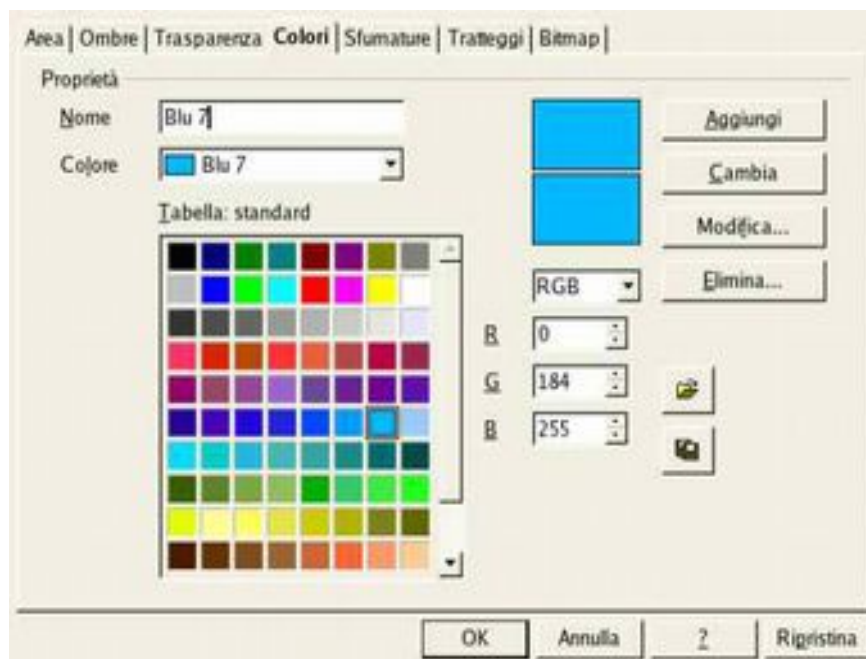 Area Ombre Trasparenza Colori Sfumature Tratteggi Bitmap
Proprietà
Nome Blu 7 Aggiungi
Colore Blu 7 Cambia
Tabella: standard Modifica...
RGB Elimina...
R 0
G 184
B 255
OK Annulla ? Ripristina